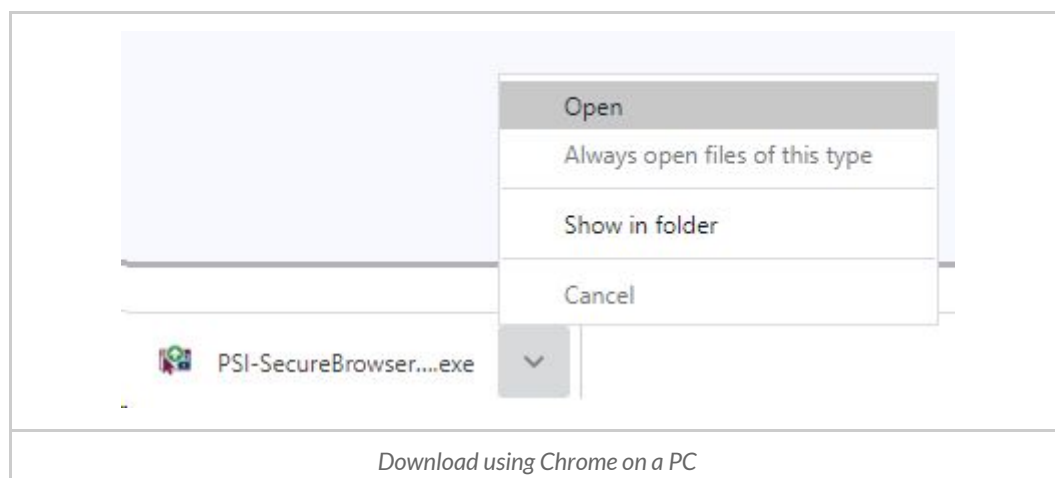 Open
Always open files of this type
Show in folder
Cancel
PSI-SecureBrowser....exe
Download using Chrome on a PC